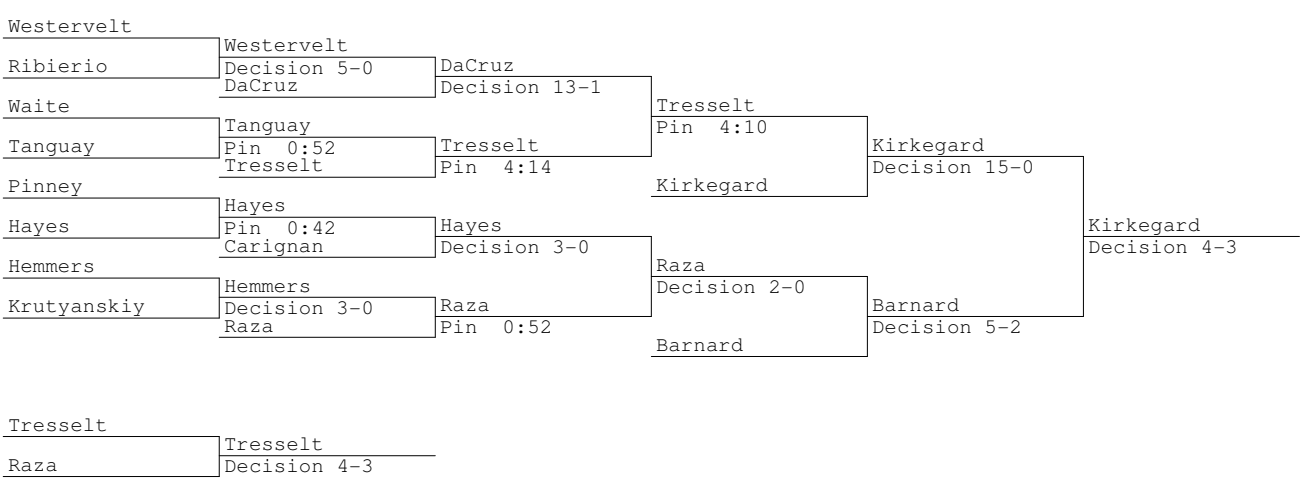 Westervelt
Westervelt
Ribierio
Decision 5-0
DaCruz
DaCruz
Decision 13-1
Waite
Tresselt
Tanguay
Pin 4:10
Tanguay
Pin 0:52
Tresselt
Kirkegard
Tresselt
Pin 4:14
Decision 15-0
Pinney
Kirkegard
Hayes
Hayes
Pin 0:42
Hayes
Kirkegard
Carignan
Decision 3-0
Decision 4-3
Hemmers
Raza
Hemmers
Decision 2-0
Krutyanskiy
Decision 3-0
Raza
Barnard
Raza
Pin 0:52
Decision 5-2
Barnard
Tresselt
Tresselt
Raza
Decision 4-3